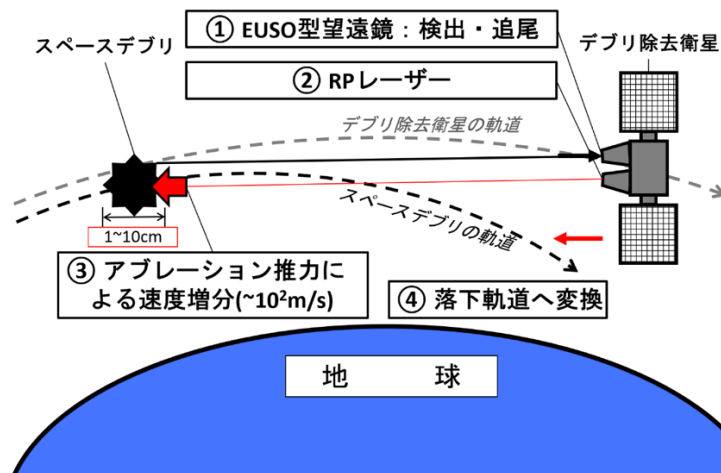 ① EUSO型望遠鏡：検出・追尾
スペースデブリ
デブリ除去衛星
② RPレーザー
デブリ除去衛星の軌道
スペースデブリの軌道
1~10cm
③ アブレーション推力に
よる速度増分(~10²m/s)
④ 落下軌道へ変換
地 球